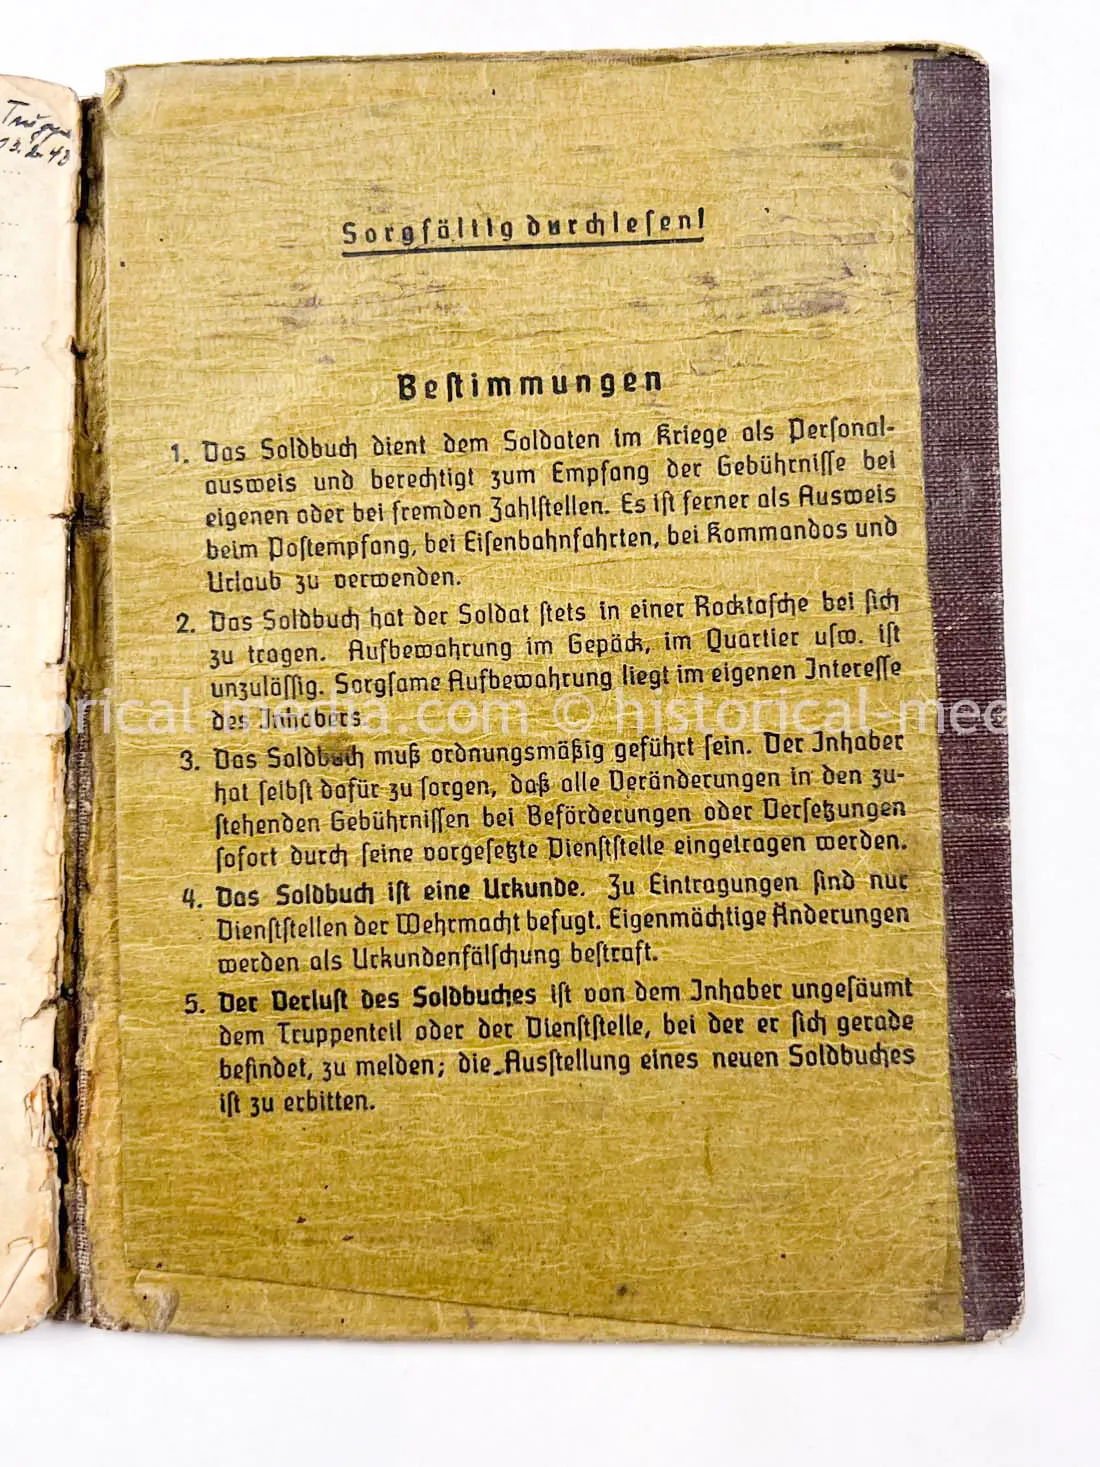 13.2.43
Sorgfältig durchlesen!
Bestimmungen
1. Das Soldbuch dient dem Soldaten im Kriege als Personal-
ausweis und berechtigt zum Empfang der Gebührnisse bei
eigenen oder bei fremden Zahlstellen. Es ist ferner als Ausweis
beim Postempfang, bei Eisenbahnfahrten, bei Kommandos und
Urlaub zu verwenden.
2. Das Soldbuch hat der Soldat stets in einer Rocktasche bei sich
zu tragen. Aufbewahrung im Gepäck, im Quartier usw. ist
unzulässig. Sorgsame Aufbewahrung liegt im eigenen Interesse
des Inhabers
historical-media.com © historical-med
3. Das Soldbuch muß ordnungsmäßig geführt sein. Der Inhaber
hat selbst dafür zu sorgen, daß alle Veränderungen in den zu-
stehenden Gebührnissen bei Beförderungen oder Versetzungen
sofort durch seine vorgesetzte Dienststelle eingetragen werden.
4. Das Soldbuch ist eine Urkunde. Zu Eintragungen sind nur
Dienststellen der Wehrmacht befugt. Eigenmächtige Änderungen
werden als Urkundenfälschung bestraft.
5. Der Verlust des Soldbuches ist von dem Inhaber ungesäumt
dem Truppenteil oder der Dienststelle, bei der er sich gerade
befindet, zu melden; die Ausstellung eines neuen Soldbuches
ist zu erbitten.